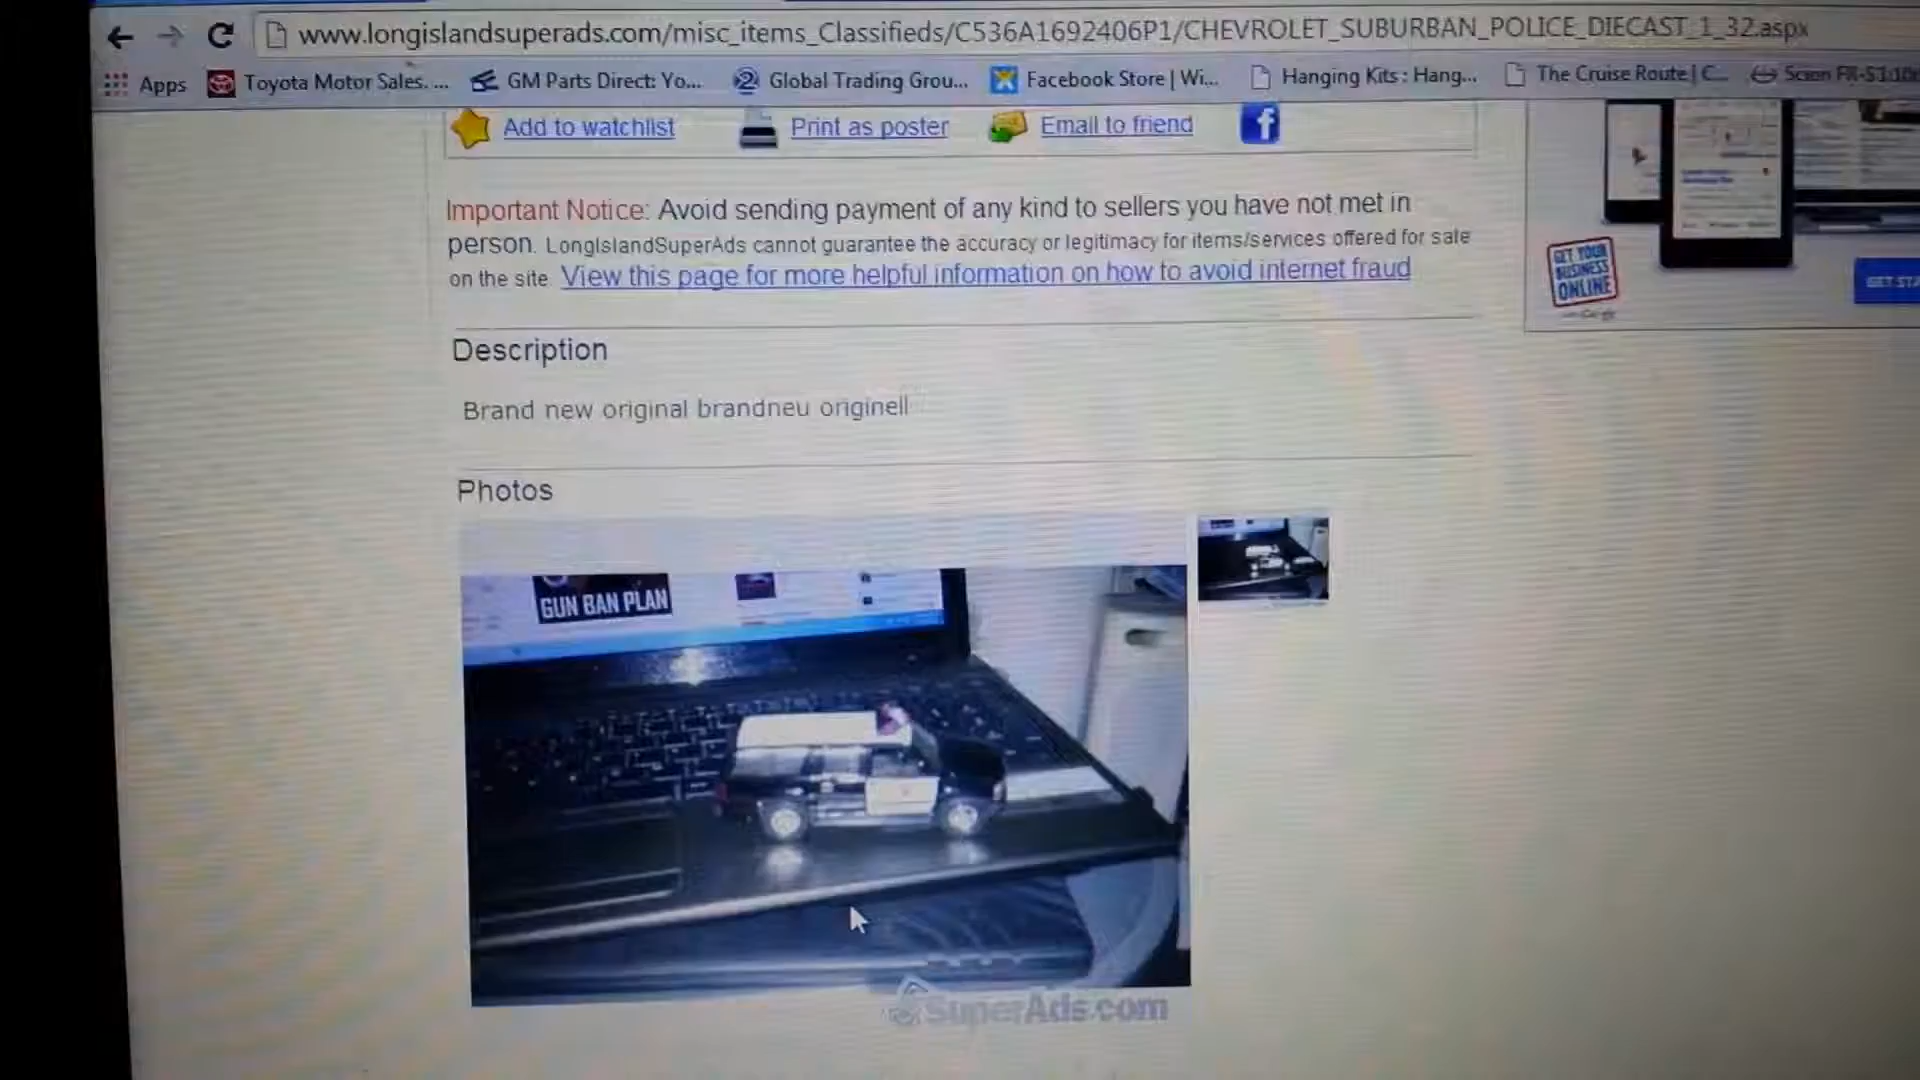 www.longislandsuperads.com/misc_items_Classifieds/C536A1692406P1/CHEVROLET_SUBURBAN_POLICE_DIECAST_1_32.aspx
Apps Toyota Motor Sales. ... GM Parts Direct: Yo... Global Trading Grou... Facebook Store | Wi... Hanging Kits : Hang... The Cruise Route | C... Scion FR-S
Add to watchlist Print as poster Email to friend f
Important Notice: Avoid sending payment of any kind to sellers you have not met in
person. LongIslandSuperAds cannot guarantee the accuracy or legitimacy for items/services offered for sale
on the site. View this page for more helpful information on how to avoid internet fraud
GET YOUR
BUSINESS
ONLINE
GET STA
Description
Brand new original brandneu originell
Photos
GUN BAN PLAN
SuperAds.com